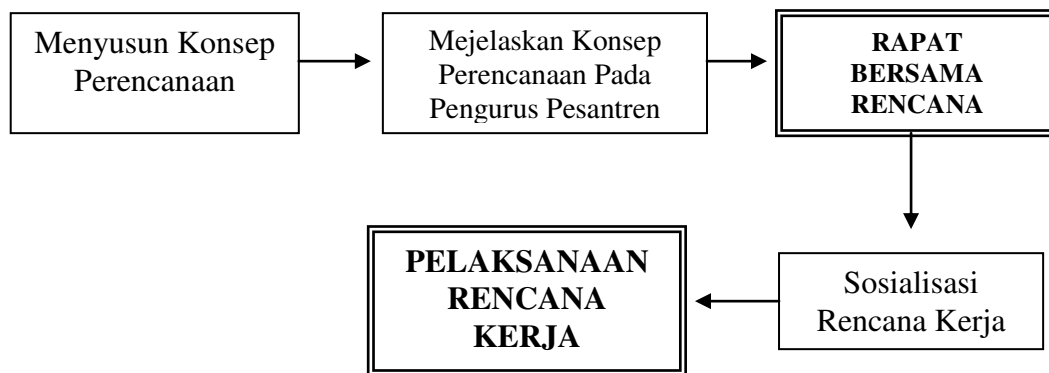 Menyusun Konsep
Perencanaan
Mejelaskan Konsep
Perencanaan Pada
Pengurus Pesantren
RAPAT
BERSAMA
RENCANA
Sosialisasi
Rencana Kerja
PELAKSANAAN
RENCANA
KERJA